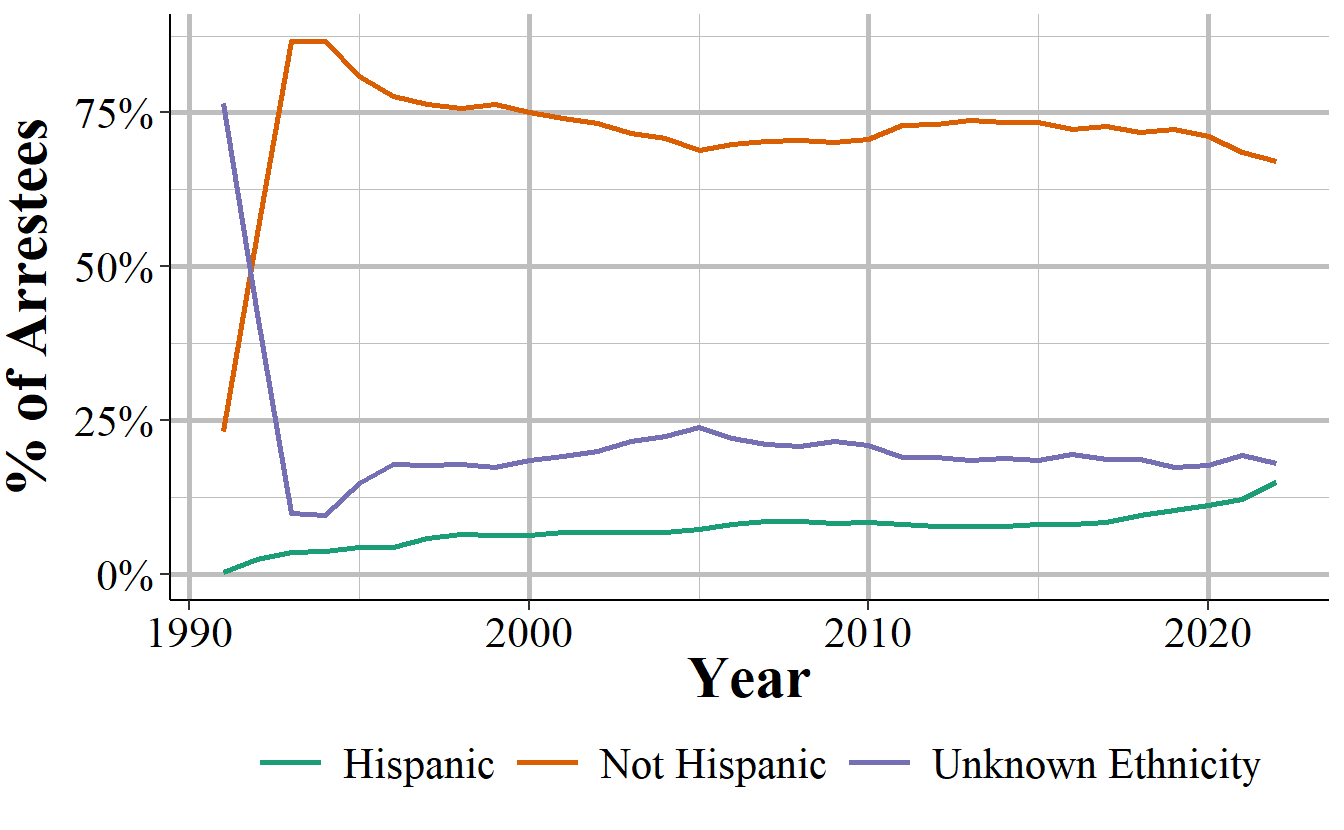 % of Arrestees
75%
50%
25%
0%
1990 2000 2010 2020
Year
Hispanic Not Hispanic Unknown Ethnicity